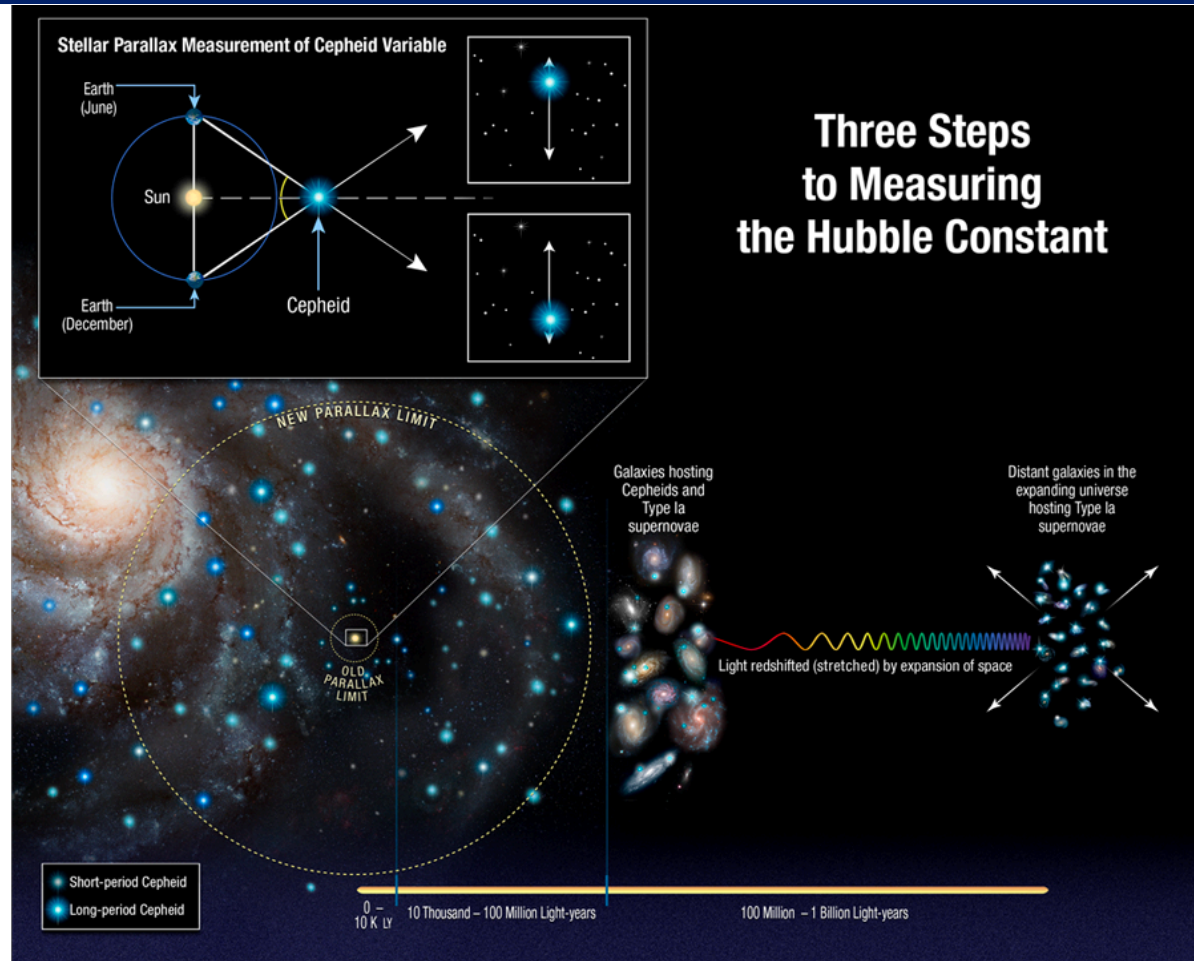 Stellar Parallax Measurement of Cepheid Variable
Earth
(June)
Sun
Earth
(December)
Cepheid
Three Steps
to Measuring
the Hubble Constant
NEW PARALLAX LIMIT
OLD
PARALLAX
LIMIT
Galaxies hosting
Cepheids and
Type Ia
supernovae
Light redshifted (stretched) by expansion of space
Distant galaxies in the
expanding universe
hosting Type Ia
supernovae
Short-period Cepheid
Long-period Cepheid
0 –
10 K LY
10 Thousand – 100 Million Light-years
100 Million – 1 Billion Light-years